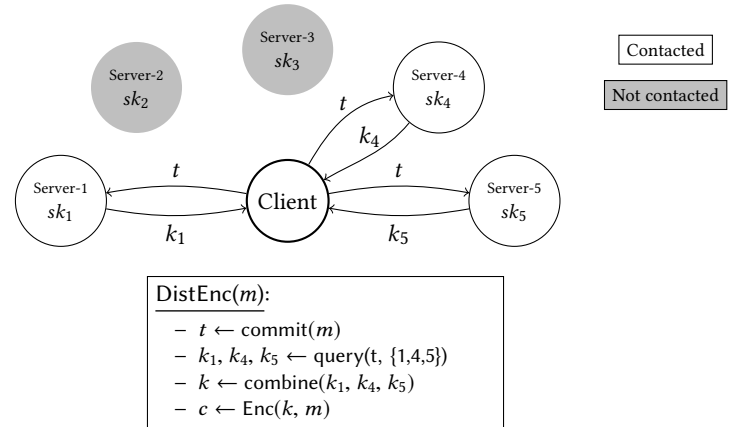 Server-3
sk₃
Server-2
sk₂
Server-4
sk₄
Contacted
Not contacted
t
k₄
Server-1
sk₁
t
k₁
Client
t
k₅
Server-5
sk₅
DistEnc(m):
– t ← commit(m)
– k₁, k₄, k₅ ← query(t, {1,4,5})
– k ← combine(k₁, k₄, k₅)
– c ← Enc(k, m)